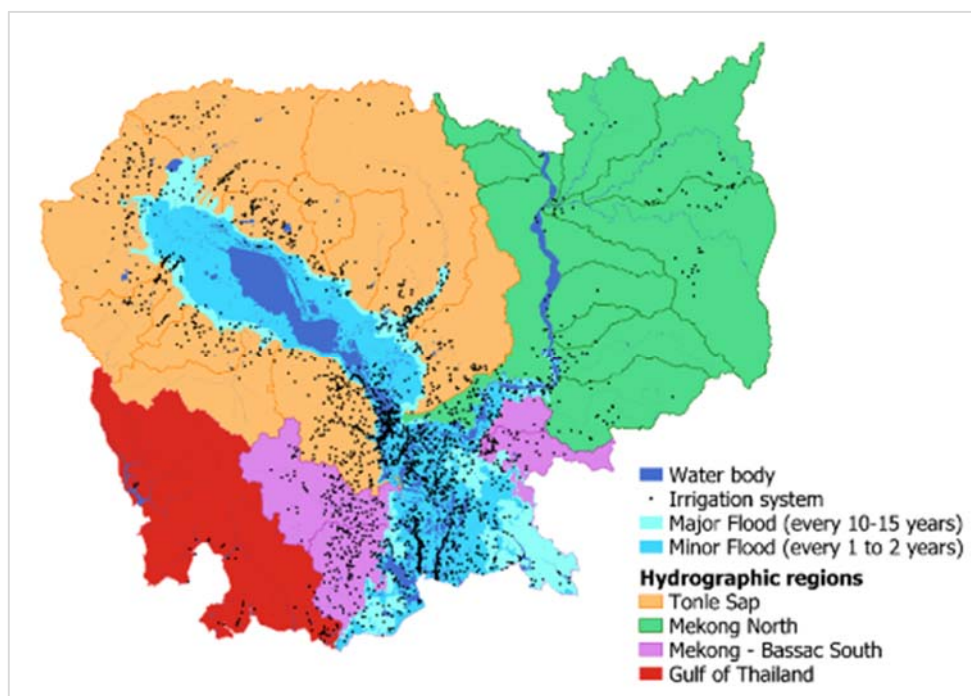 Water body
Irrigation system
Major Flood (every 10-15 years)
Minor Flood (every 1 to 2 years)
Hydrographic regions
Tonle Sap
Mekong North
Mekong - Bassac South
Gulf of Thailand